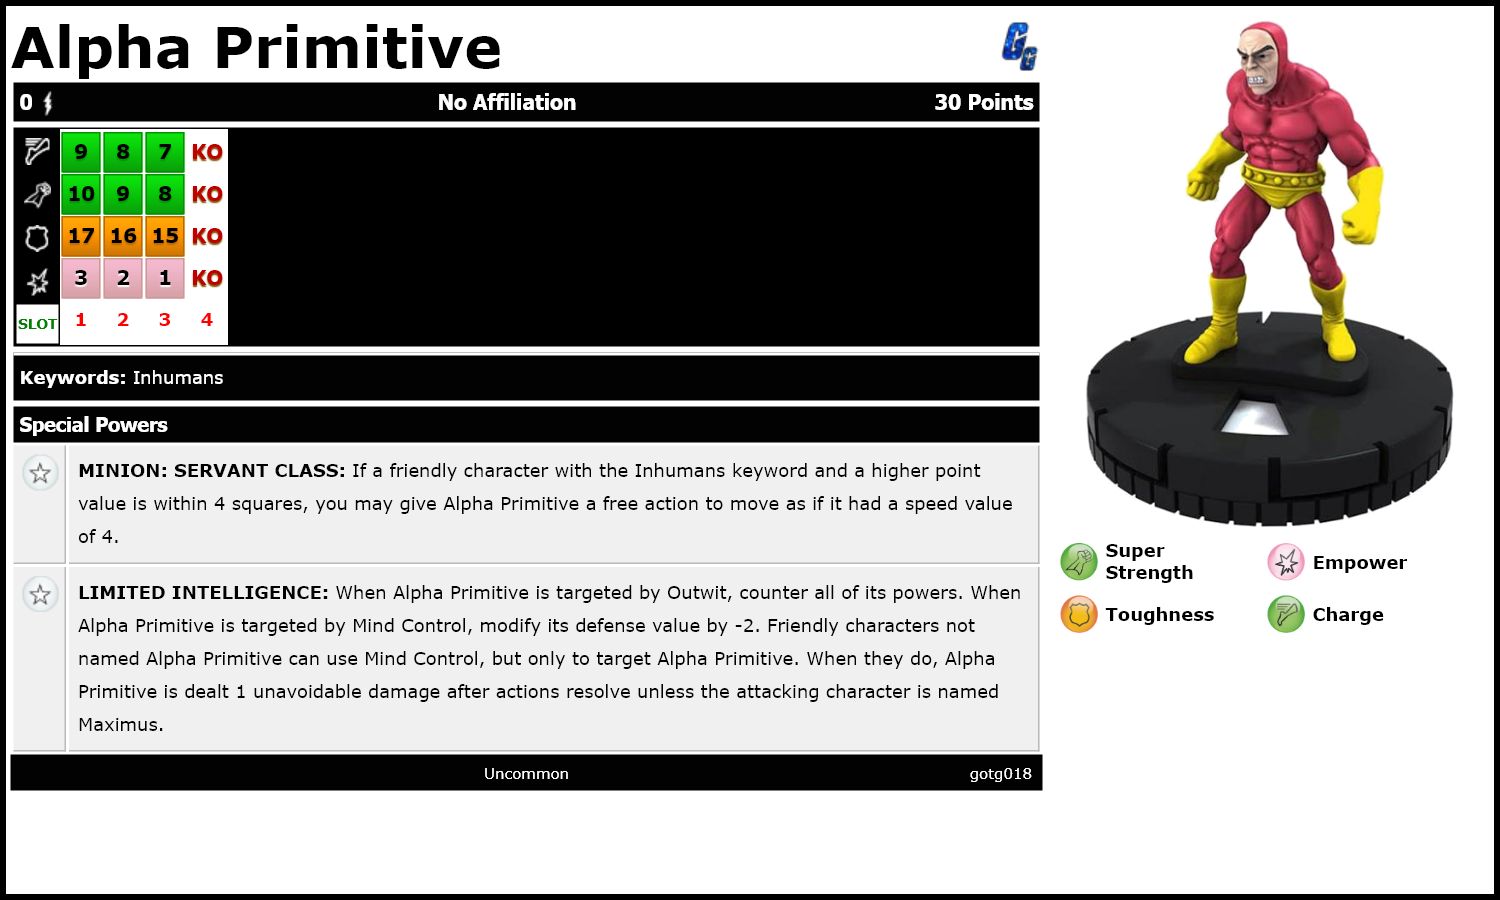 Alpha Primitive
GG
0 No Affiliation 30 Points
9 8 7 KO
10 9 8 KO
17 16 15 KO
3 2 1 KO
SLOT 1 2 3 4
Keywords: Inhumans
Special Powers
MINION: SERVANT CLASS: If a friendly character with the Inhumans keyword and a higher point
value is within 4 squares, you may give Alpha Primitive a free action to move as if it had a speed value
of 4.
LIMITED INTELLIGENCE: When Alpha Primitive is targeted by Outwit, counter all of its powers. When
Alpha Primitive is targeted by Mind Control, modify its defense value by -2. Friendly characters not
named Alpha Primitive can use Mind Control, but only to target Alpha Primitive. When they do, Alpha
Primitive is dealt 1 unavoidable damage after actions resolve unless the attacking character is named
Maximus.
Uncommon gotg018
Super
Strength
Empower
Toughness
Charge